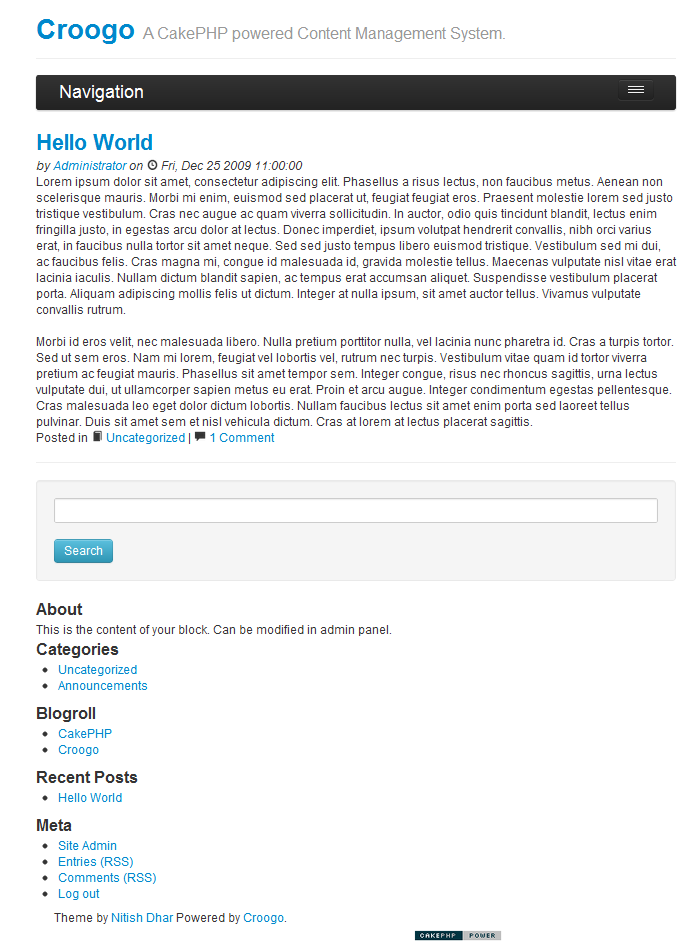 Croogo A CakePHP powered Content Management System.
Navigation
Hello World
by Administrator on Fri, Dec 25 2009 11:00:00
Lorem ipsum dolor sit amet, consectetur adipiscing elit. Phasellus a risus lectus, non faucibus metus. Aenean non
scelerisque mauris. Morbi mi enim, euismod sed placerat ut, feugiat feugiat eros. Praesent molestie lorem sed justo
tristique vestibulum. Cras nec augue ac quam viverra sollicitudin. In auctor, odio quis tincidunt blandit, lectus enim
fringilla justo, in egestas arcu dolor at lectus. Donec imperdiet, ipsum volutpat hendrerit convallis, nibh orci varius
erat, in faucibus nulla tortor sit amet neque. Sed sed justo tempus libero euismod tristique. Vestibulum sed mi dui,
ac faucibus felis. Cras magna mi, congue id malesuada id, gravida molestie tellus. Maecenas vulputate nisl vitae erat
lacinia iaculis. Nullam dictum blandit sapien, ac tempus erat accumsan aliquet. Suspendisse vestibulum placerat
porta. Aliquam adipiscing mollis felis ut dictum. Integer at nulla ipsum, sit amet auctor tellus. Vivamus vulputate
convallis rutrum.
Morbi id eros velit, nec malesuada libero. Nulla pretium porttitor nulla, vel lacinia nunc pharetra id. Cras a turpis tortor.
Sed ut sem eros. Nam mi lorem, feugiat vel lobortis vel, rutrum nec turpis. Vestibulum vitae quam id tortor viverra
pretium ac feugiat mauris. Phasellus sit amet tempor sem. Integer congue, risus nec rhoncus sagittis, urna lectus
vulputate dui, ut ullamcorper sapien metus eu erat. Proin et arcu augue. Integer condimentum egestas pellentesque.
Cras malesuada leo eget dolor dictum lobortis. Nullam faucibus lectus sit amet enim porta sed laoreet tellus
pulvinar. Duis sit amet sem et nisl vehicula dictum. Cras at lorem at lectus placerat sagittis.
Posted in Uncategorized | 1 Comment
Search
About
This is the content of your block. Can be modified in admin panel.
Categories
Uncategorized
Announcements
Blogroll
CakePHP
Croogo
Recent Posts
Hello World
Meta
Site Admin
Entries (RSS)
Comments (RSS)
Log out
Theme by Nitish Dhar Powered by Croogo.
CAKEPHP POWER